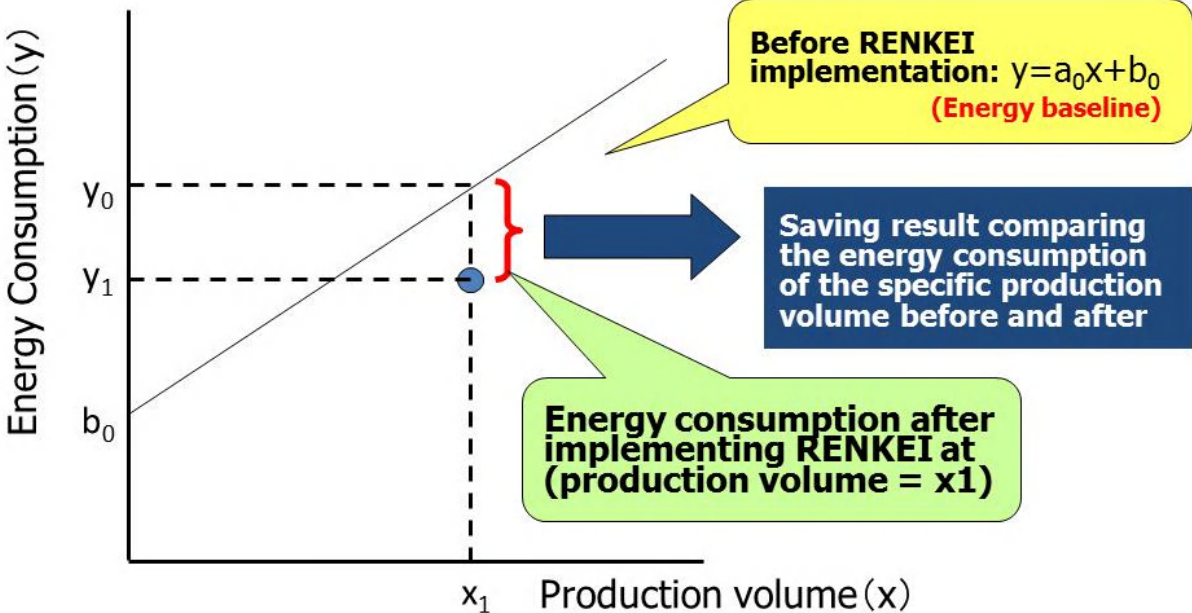 Energy Consumption(y)
Before RENKEI
implementation: y=a₀x+b₀
(Energy baseline)
y₀
y₁
b₀
Saving result comparing
the energy consumption
of the specific production
volume before and after
Energy consumption after
implementing RENKEI at
(production volume = x1)
x₁
Production volume(x)